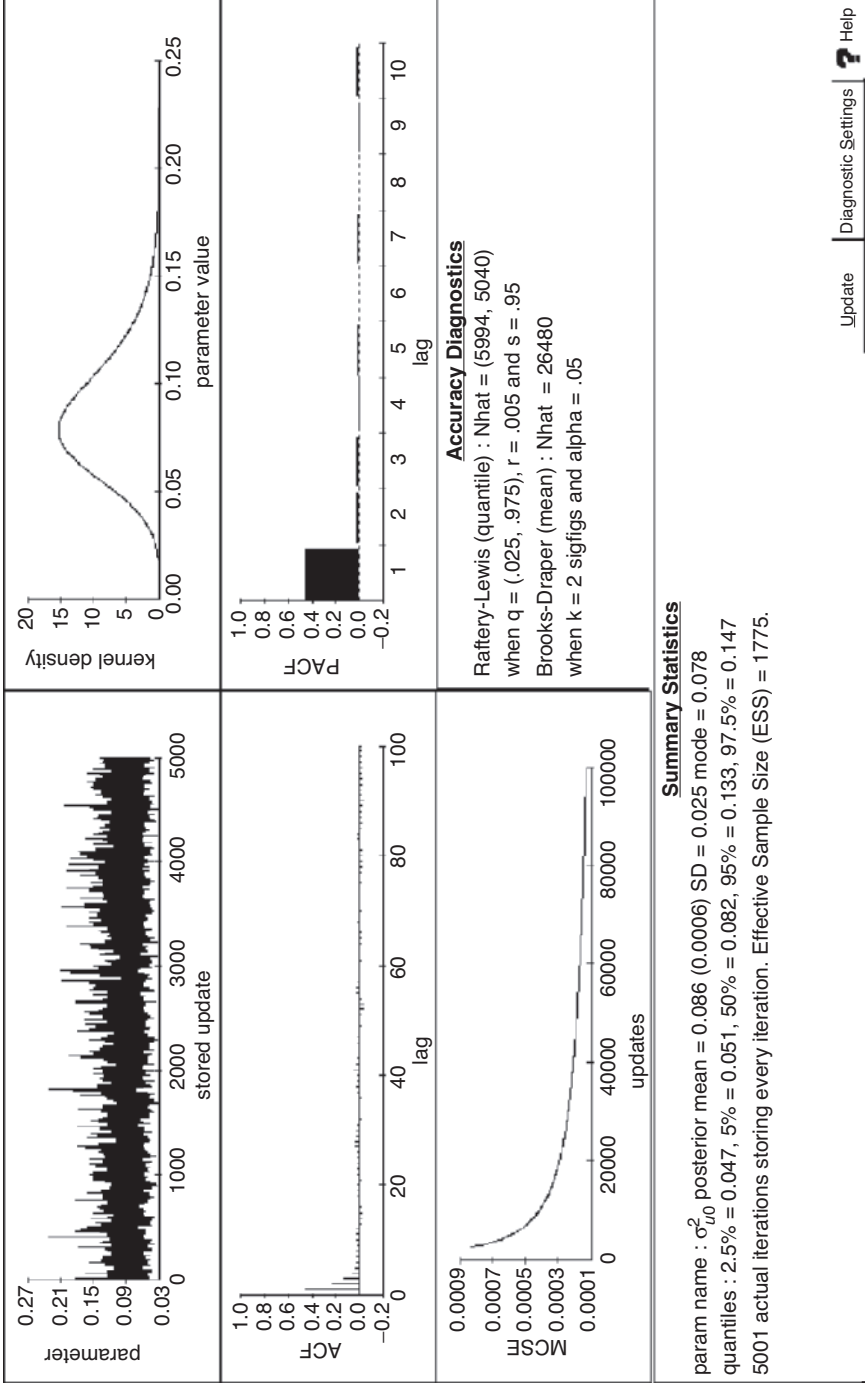 parameter
0.27
0.21
0.15
0.09
0.03
0
1000
2000
3000
4000
5000
stored update
kernel density
20
15
10
5
0
0.00
0.05
0.10
0.15
0.20
0.25
parameter value
ACF
1.0
0.8
0.6
0.4
0.2
0.0
−0.2
0
20
40
60
80
100
lag
PACF
1.0
0.8
0.6
0.4
0.2
0.0
−0.2
1
2
3
4
5
6
7
8
9
10
lag
MCSE
0.0009
0.0007
0.0005
0.0003
0.0001
0
20000
40000
60000
80000
100000
updates
Accuracy Diagnostics
Raftery-Lewis (quantile) : Nhat = (5994, 5040)
when q = (.025, .975), r = .005 and s = .95
Brooks-Draper (mean) : Nhat = 26480
when k = 2 sigfigs and alpha = .05
Summary Statistics
param name : σ²u0 posterior mean = 0.086 (0.0006) SD = 0.025 mode = 0.078
quantiles : 2.5% = 0.047, 5% = 0.051, 50% = 0.082, 95% = 0.133, 97.5% = 0.147
5001 actual iterations storing every iteration. Effective Sample Size (ESS) = 1775.
Update
Diagnostic Settings
? Help